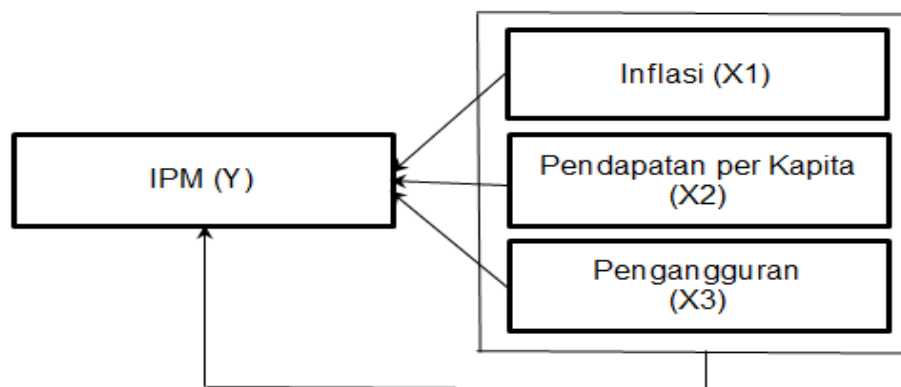 Inflasi (X1)
IPM (Y)
Pendapatan per Kapita
(X2)
Pengangguran
(X3)